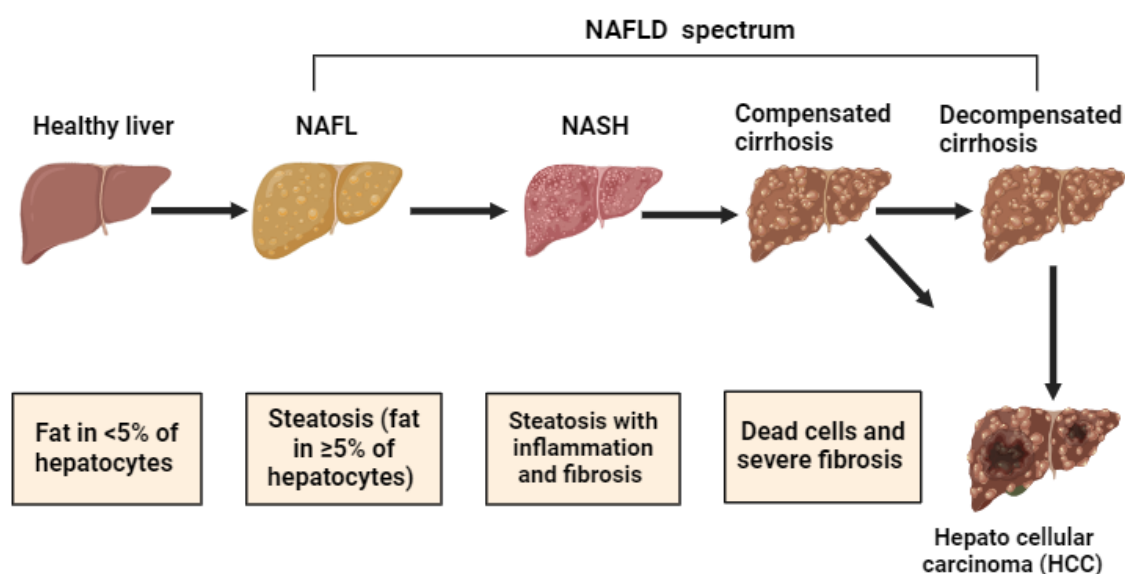 NAFLD spectrum
Healthy liver
NAFL
NASH
Compensated
cirrhosis
Decompensated
cirrhosis
Fat in <5% of
hepatocytes
Steatosis (fat
in ≥5% of
hepatocytes)
Steatosis with
inflammation
and fibrosis
Dead cells and
severe fibrosis
Hepato cellular
carcinoma (HCC)